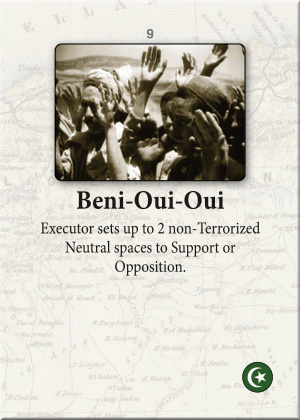 9
Beni-Oui-Oui
Executor sets up to 2 non-Terrorized
Neutral spaces to Support or
Opposition.